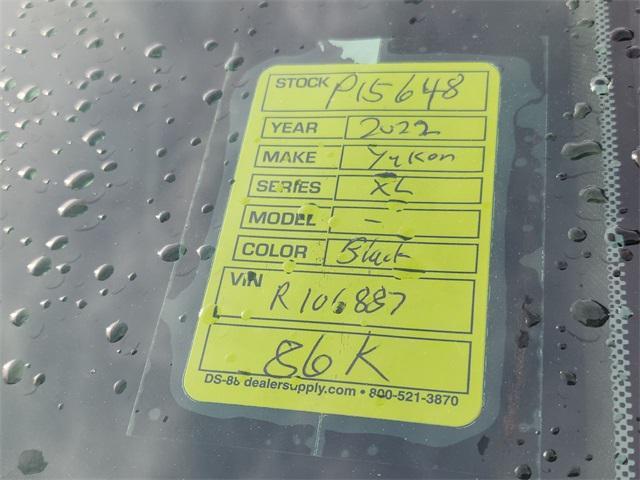 STOCK P15648
YEAR 2022
MAKE Yukon
SERIES XL
MODEL -
COLOR Black
VIN R106887
86K
DS-86 dealersupply.com • 800-521-3870